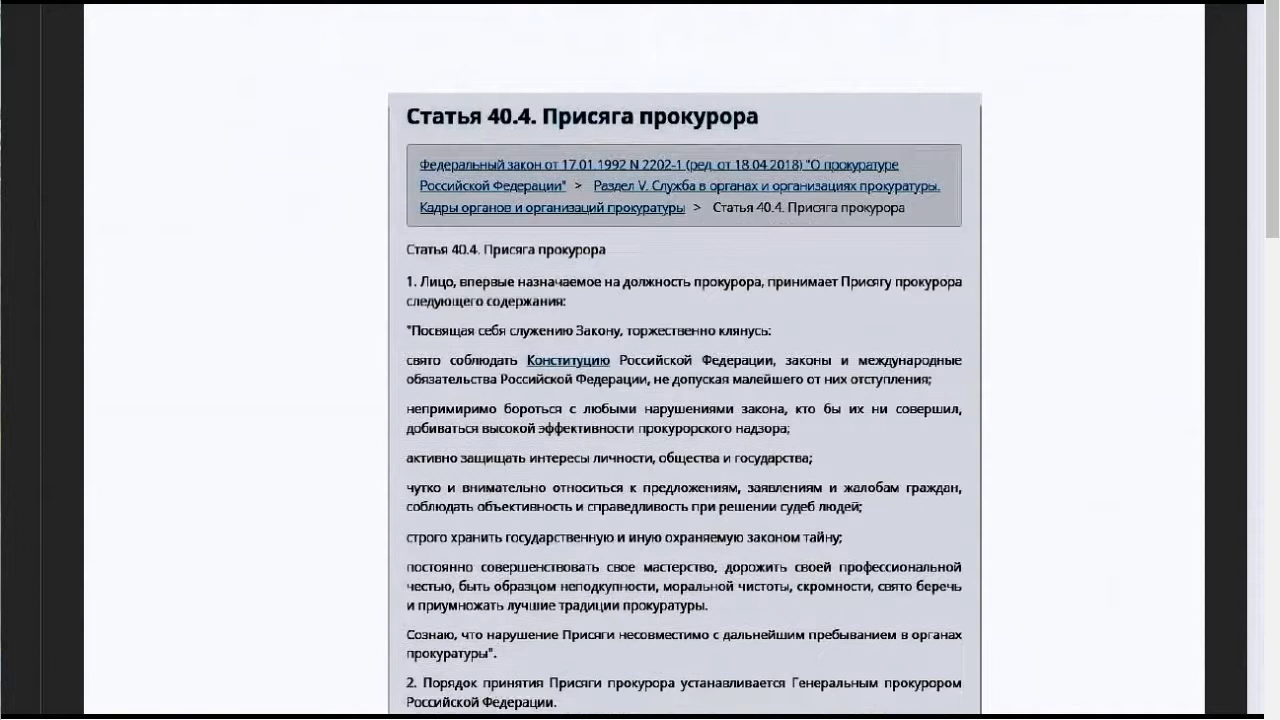 Статья 40.4. Присяга прокурора
Федеральный закон от 17.01.1992 N 2202-1 (ред. от 18.04.2018) "О прокуратуре
Российской Федерации" > Раздел V. Служба в органах и организациях прокуратуры.
Кадры органов и организаций прокуратуры > Статья 40.4. Присяга прокурора
Статья 40.4. Присяга прокурора
1. Лицо, впервые назначаемое на должность прокурора, принимает Присягу прокурора
следующего содержания:
"Посвящая себя служению Закону, торжественно клянусь:
свято соблюдать Конституцию Российской Федерации, законы и международные
обязательства Российской Федерации, не допуская малейшего от них отступления;
непримиримо бороться с любыми нарушениями закона, кто бы их ни совершил,
добиваться высокой эффективности прокурорского надзора;
активно защищать интересы личности, общества и государства;
чутко и внимательно относиться к предложениям, заявлениям и жалобам граждан,
соблюдать объективность и справедливость при решении судеб людей;
строго хранить государственную и иную охраняемую законом тайну;
постоянно совершенствовать свое мастерство, дорожить своей профессиональной
честью, быть образцом неподкупности, моральной чистоты, скромности, свято беречь
и приумножать лучшие традиции прокуратуры.
Сознаю, что нарушение Присяги несовместимо с дальнейшим пребыванием в органах
прокуратуры".
2. Порядок принятия Присяги прокурора устанавливается Генеральным прокурором
Российской Федерации.